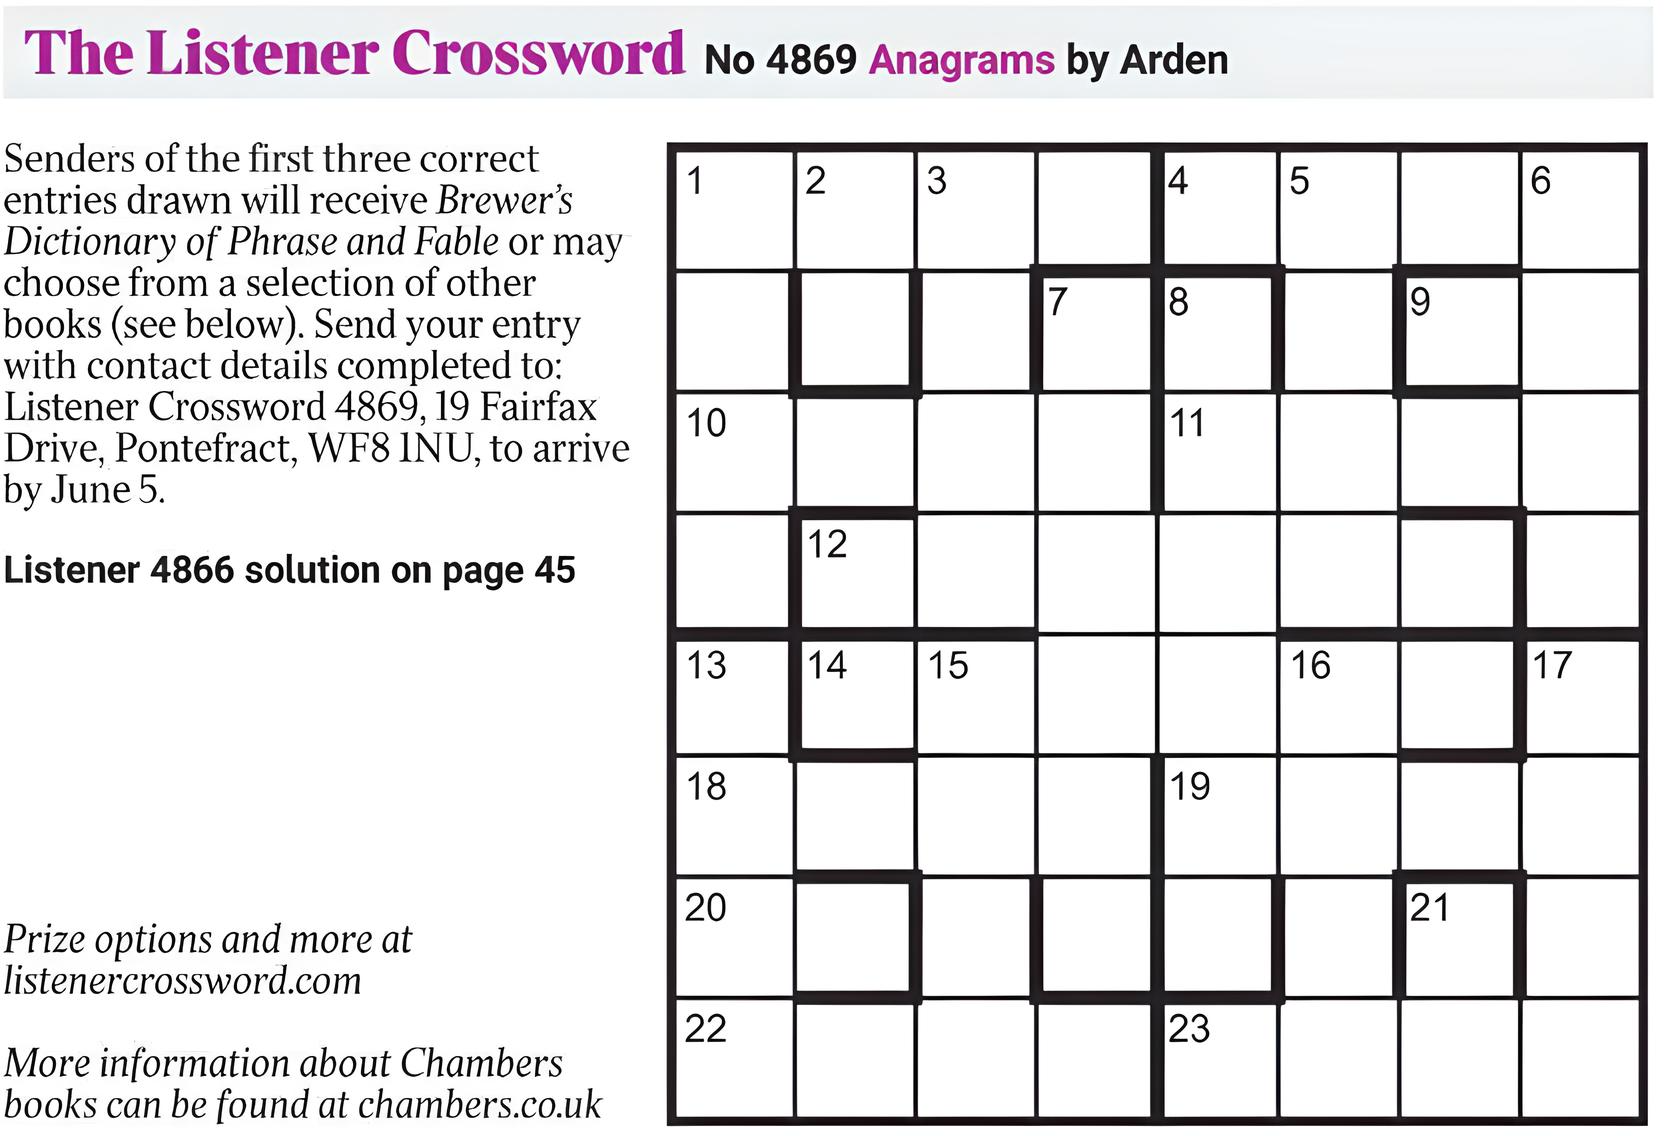 The Listener Crossword No 4869 Anagrams by Arden
Senders of the first three correct
entries drawn will receive Brewer’s
Dictionary of Phrase and Fable or may
choose from a selection of other
books (see below). Send your entry
with contact details completed to:
Listener Crossword 4869, 19 Fairfax
Drive, Pontefract, WF8 1NU, to arrive
by June 5.
Listener 4866 solution on page 45
Prize options and more at
listenercrossword.com
More information about Chambers
books can be found at chambers.co.uk
1 2 3 4 5 6
7 8 9
10 11
12
13 14 15 16 17
18 19
20 21
22 23